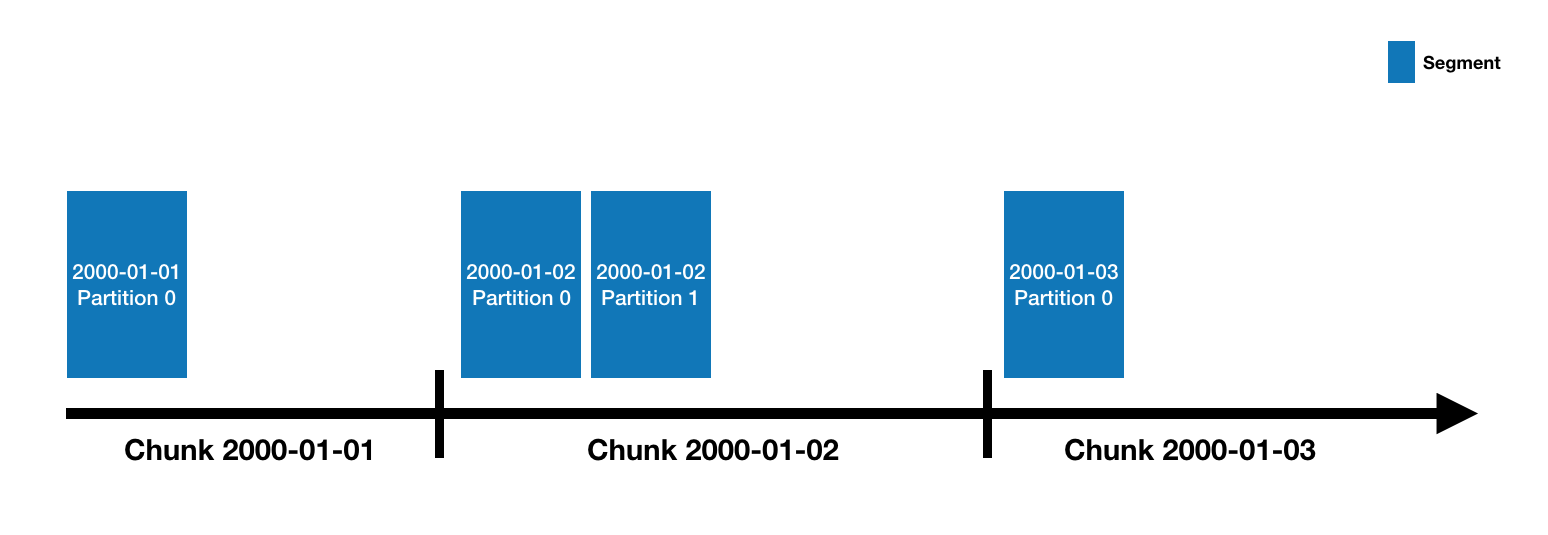 Segment
2000-01-01
Partition 0
2000-01-02
Partition 0
2000-01-02
Partition 1
2000-01-03
Partition 0
Chunk 2000-01-01
Chunk 2000-01-02
Chunk 2000-01-03